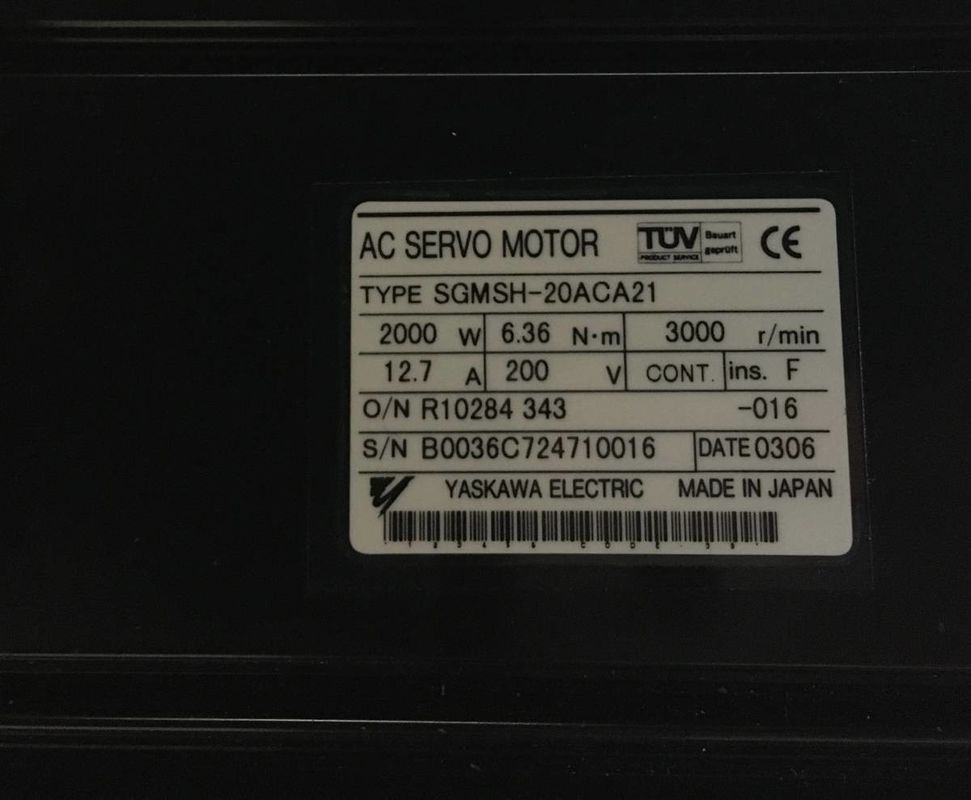 AC SERVO MOTOR TÜV PRODUCT SERVICE Bauart geprüft CE
TYPE SGMSH-20ACA21
2000 W 6.36 N·m 3000 r/min
12.7 A 200 V CONT. ins. F
O/N R10284 343 -016
S/N B0036C724710016 DATE 0306
YASKAWA ELECTRIC MADE IN JAPAN